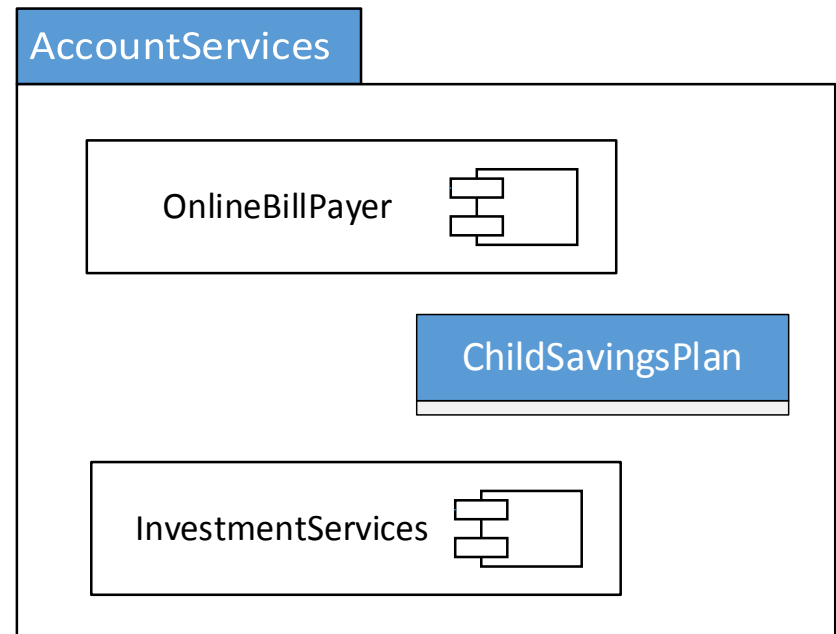 AccountServices
OnlineBillPayer
ChildSavingsPlan
InvestmentServices